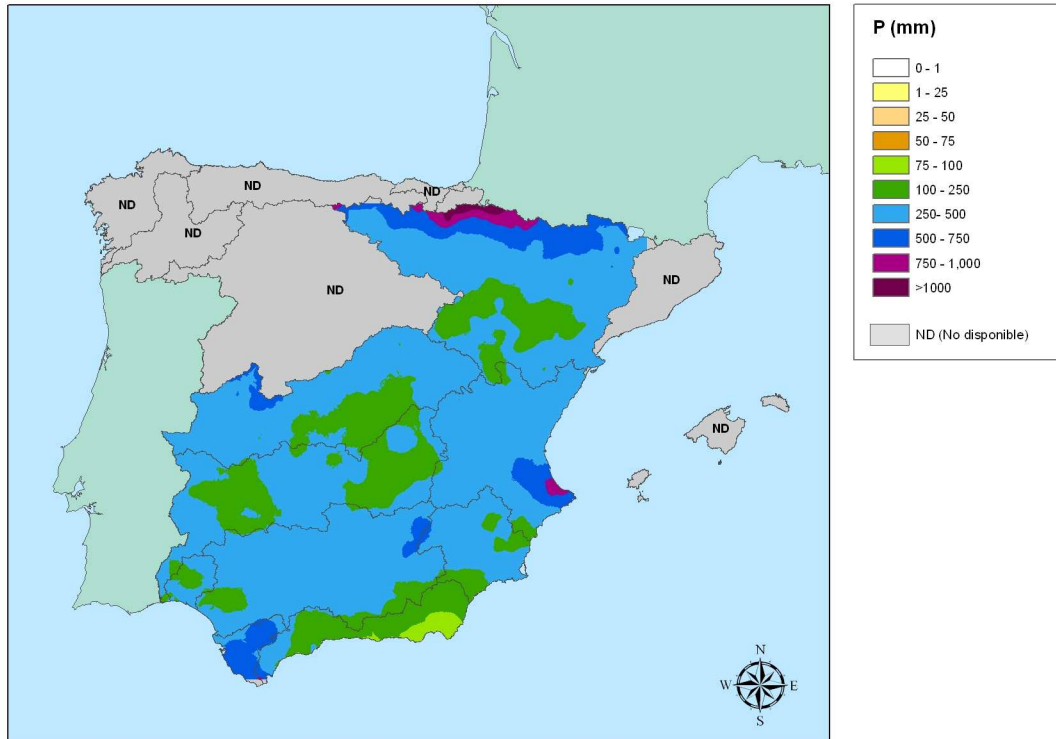 P (mm)
0 - 1
1 - 25
25 - 50
50 - 75
75 - 100
100 - 250
250- 500
500 - 750
750 - 1,000
>1000
ND (No disponible)
ND
ND
ND
ND
ND
ND
ND
N
W E
S